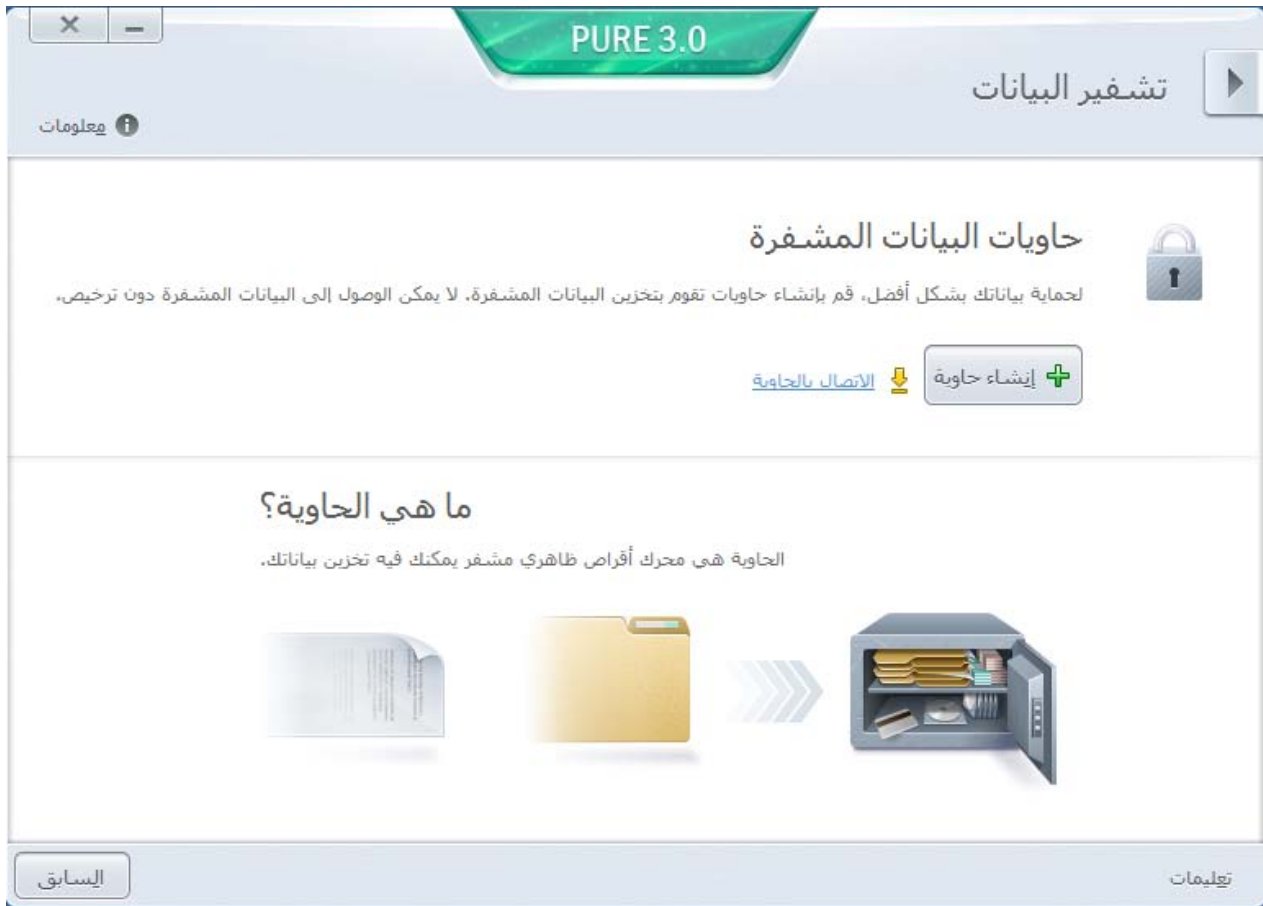 PURE 3.0
تشفير البيانات
معلومات
حاويات البيانات المشفرة
لحماية بياناتك بشكل أفضل، قم بإنشاء حاويات تقوم بتخزين البيانات المشفرة، لا يمكن الوصول إلى البيانات المشفرة دون ترخيص.
إنشاء حاوية
الاتصال بالحاوية
ما هي الحاوية؟
الحاوية هي محرك أقراص ظاهري مشفر يمكنك فيه تخزين بياناتك.
تعليمات
السابق